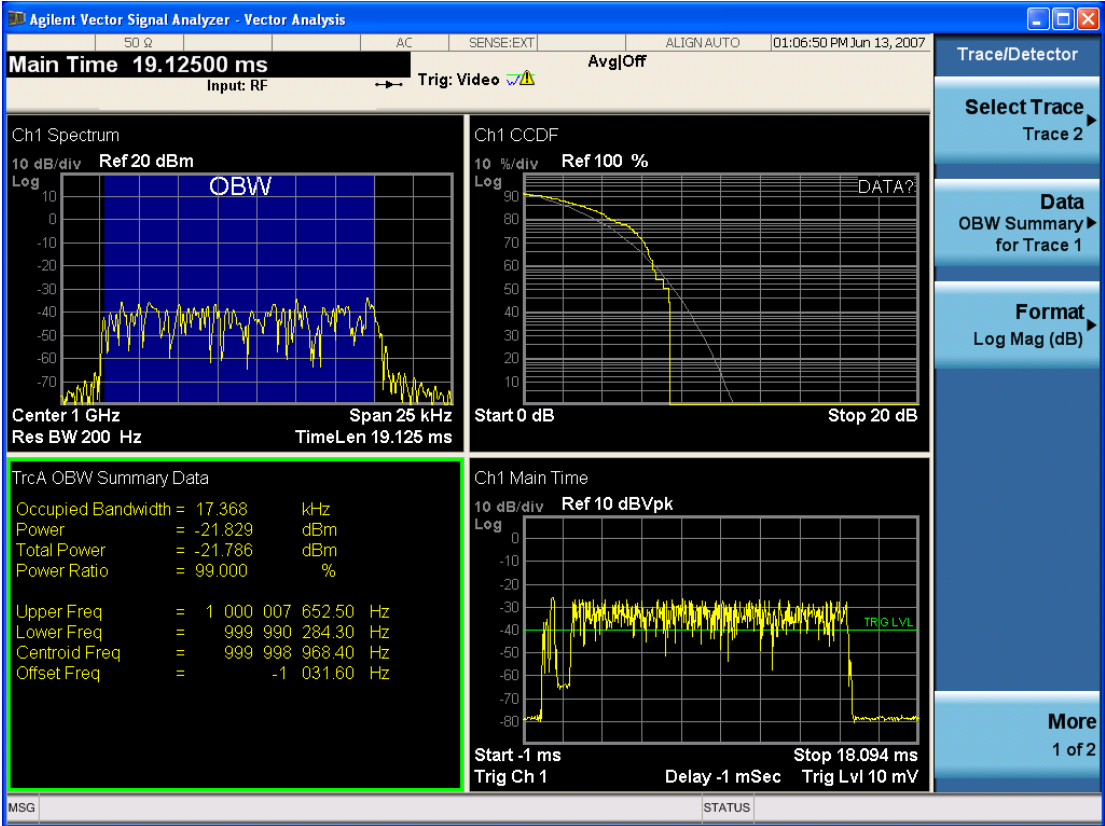 Agilent Vector Signal Analyzer - Vector Analysis
50 Ω AC SENSE:EXT ALIGN AUTO 01:06:50 PM Jun 13, 2007
Main Time 19.12500 ms
Input: RF
Trig: Video
Avg|Off
Trace/Detector
Select Trace
Trace 2
Data
OBW Summary
for Trace 1
Format
Log Mag (dB)
More
1 of 2
Ch1 Spectrum
10 dB/div Ref 20 dBm
Log
OBW
10
0
-10
-20
-30
-40
-50
-60
-70
Center 1 GHz Span 25 kHz
Res BW 200 Hz TimeLen 19.125 ms
Ch1 CCDF
10 %/div Ref 100 %
Log
DATA?
90
80
70
60
50
40
30
20
10
Start 0 dB Stop 20 dB
TrcA OBW Summary Data
Occupied Bandwidth = 17.368 kHz
Power = -21.829 dBm
Total Power = -21.786 dBm
Power Ratio = 99.000 %
Upper Freq = 1 000 007 652.50 Hz
Lower Freq = 999 990 284.30 Hz
Centroid Freq = 999 998 968.40 Hz
Offset Freq = -1 031.60 Hz
Ch1 Main Time
10 dB/div Ref 10 dBVpk
Log
0
-10
-20
-30
-40
-50
-60
-70
-80
TRIG LVL
Start -1 ms Stop 18.094 ms
Trig Ch 1 Delay -1 mSec Trig Lvl 10 mV
MSG STATUS